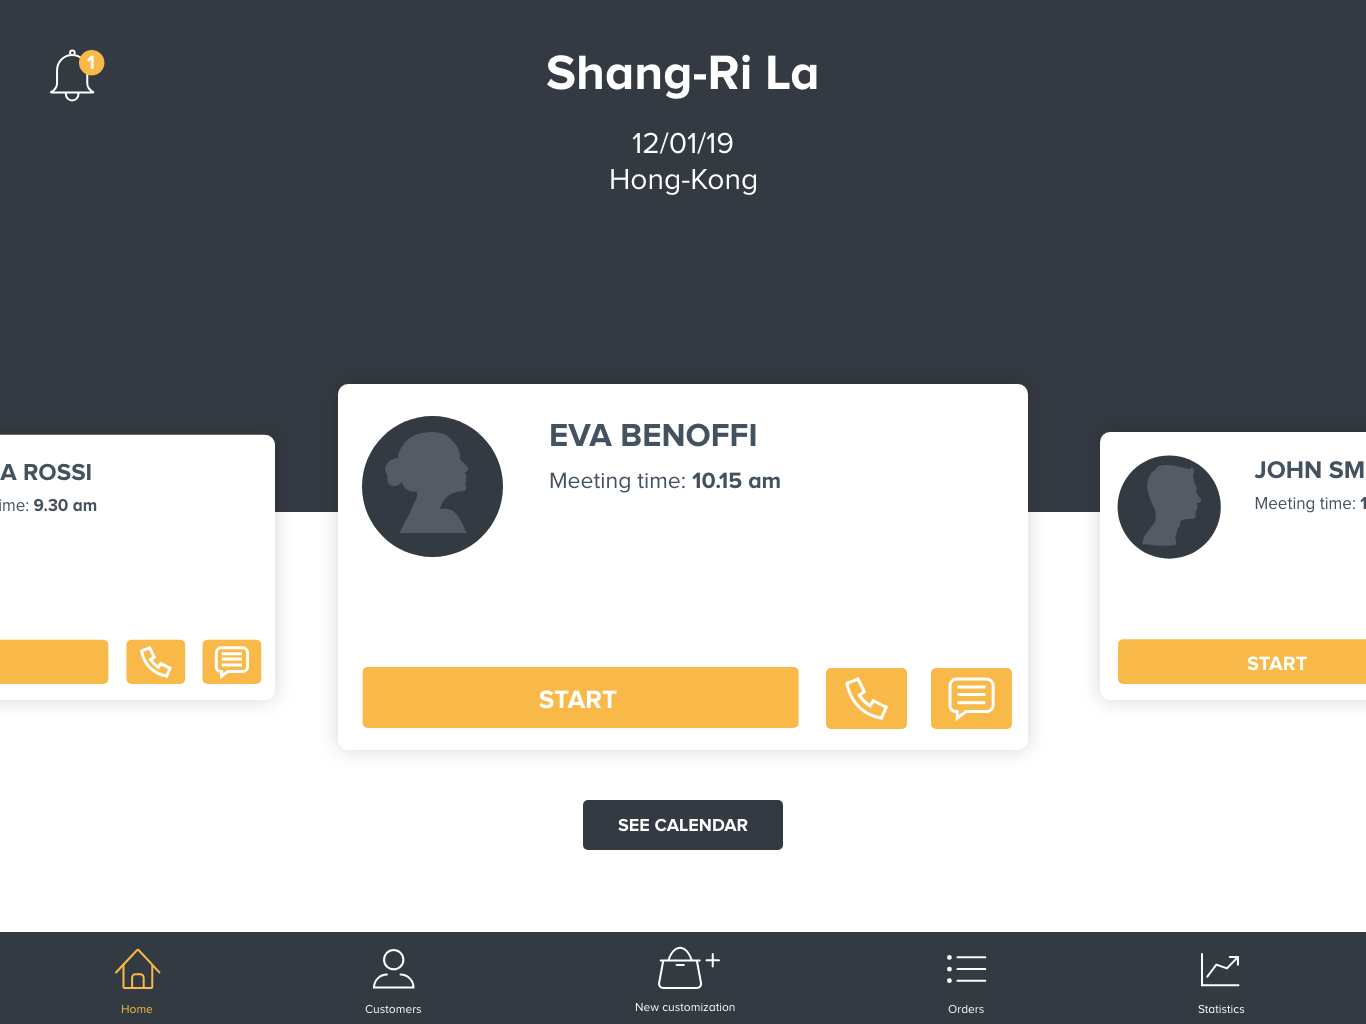 1
Shang-Ri La
12/01/19
Hong-Kong
A ROSSI
ime: 9.30 am
EVA BENOFFI
Meeting time: 10.15 am
START
JOHN SM
Meeting time: 1
START
SEE CALENDAR
Home
Customers
New customization
Orders
Statistics